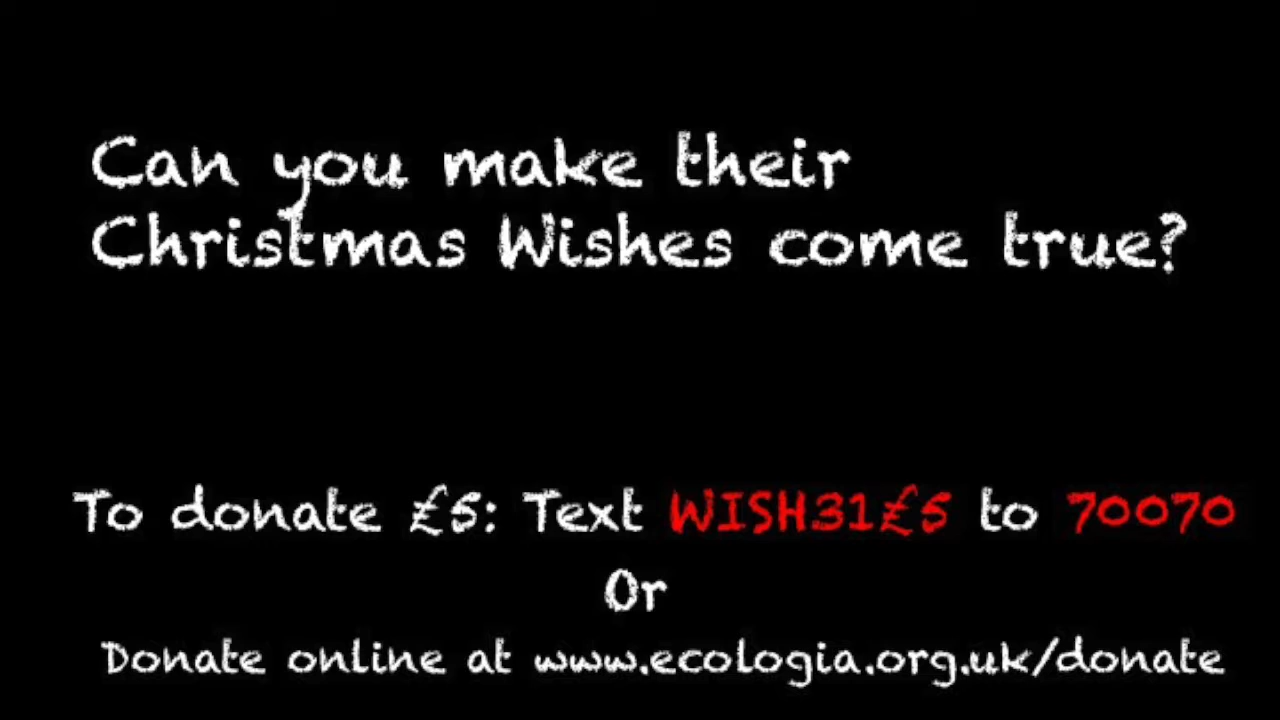 Can you make their
Christmas Wishes come true?
To donate £5: Text WISH31£5 to 70070
Or
Donate online at www.ecologia.org.uk/donate